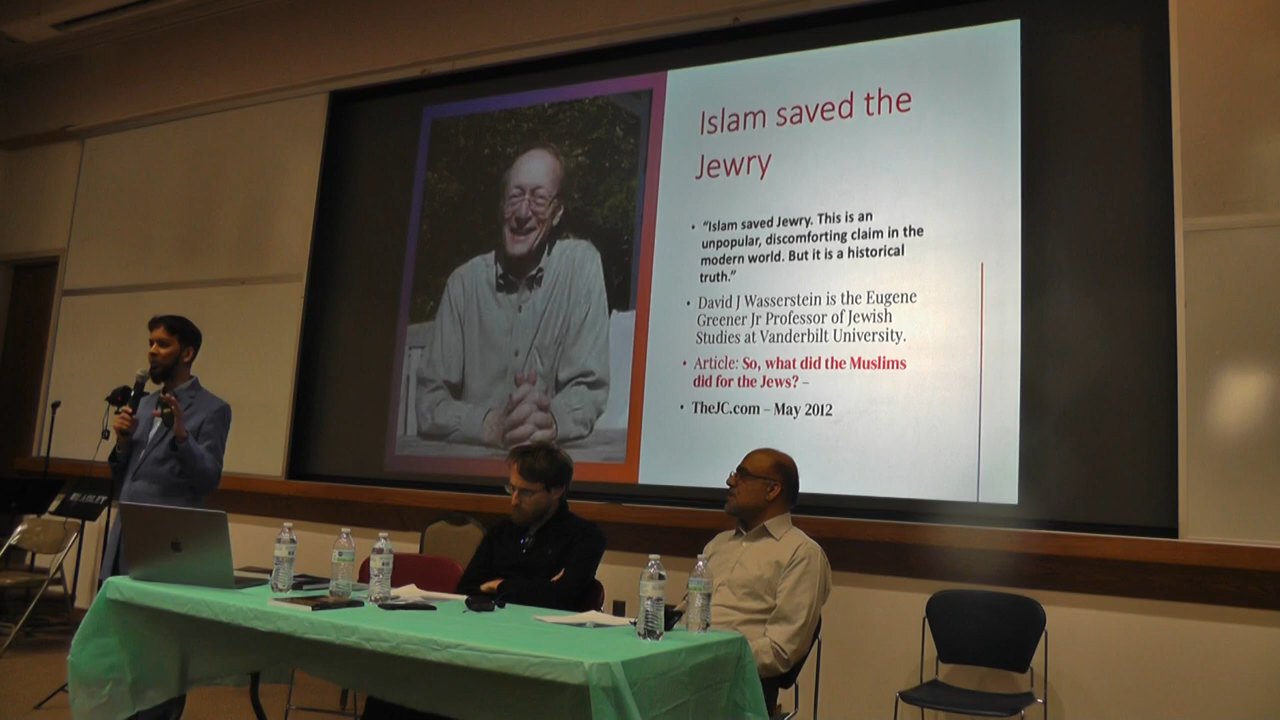 Islam saved the
Jewry
• “Islam saved Jewry. This is an
unpopular, discomforting claim in the
modern world. But it is a historical
truth.”
• David J Wasserstein is the Eugene
Greener Jr Professor of Jewish
Studies at Vanderbilt University.
• Article: So, what did the Muslims
did for the Jews? –
• TheJC.com – May 2012